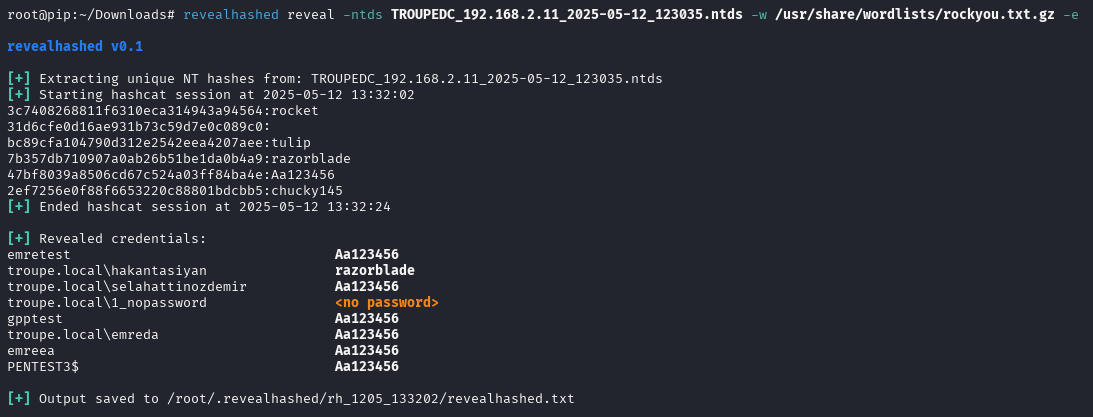 root@pip:~/Downloads# revealhashed reveal -ntds TROUPEDC_192.168.2.11_2025-05-12_123035.ntds -w /usr/share/wordlists/rockyou.txt.gz -e
revealhashed v0.1
[+] Extracting unique NT hashes from: TROUPEDC_192.168.2.11_2025-05-12_123035.ntds
[+] Starting hashcat session at 2025-05-12 13:32:02
3c7408268811f6310eca314943a94564:rocket
31d6cfe0d16ae931b73c59d7e0c089c0:
bc89cfa104790d312e2542eea4207aee:tulip
7b357db710907a0ab26b51be1da0b4a9:razorblade
47bf8039a8506cd67c524a03ff84ba4e:Aa123456
2ef7256e0f88f6653220c88801bdcbb5:chucky145
[+] Ended hashcat session at 2025-05-12 13:32:24
[+] Revealed credentials:
emretest Aa123456
troupe.local\hakantasiyan razorblade
troupe.local\selahattinozdemir Aa123456
troupe.local\1_nopassword <no password>
gpptest Aa123456
troupe.local\emreda Aa123456
emreea Aa123456
PENTEST3$ Aa123456
[+] Output saved to /root/.revealhashed/rh_1205_133202/revealhashed.txt